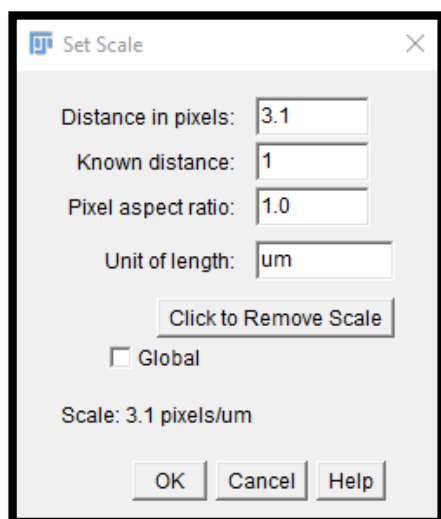 Set Scale
Distance in pixels: 3.1
Known distance: 1
Pixel aspect ratio: 1.0
Unit of length: um
Click to Remove Scale
Global
Scale: 3.1 pixels/um
OK Cancel Help